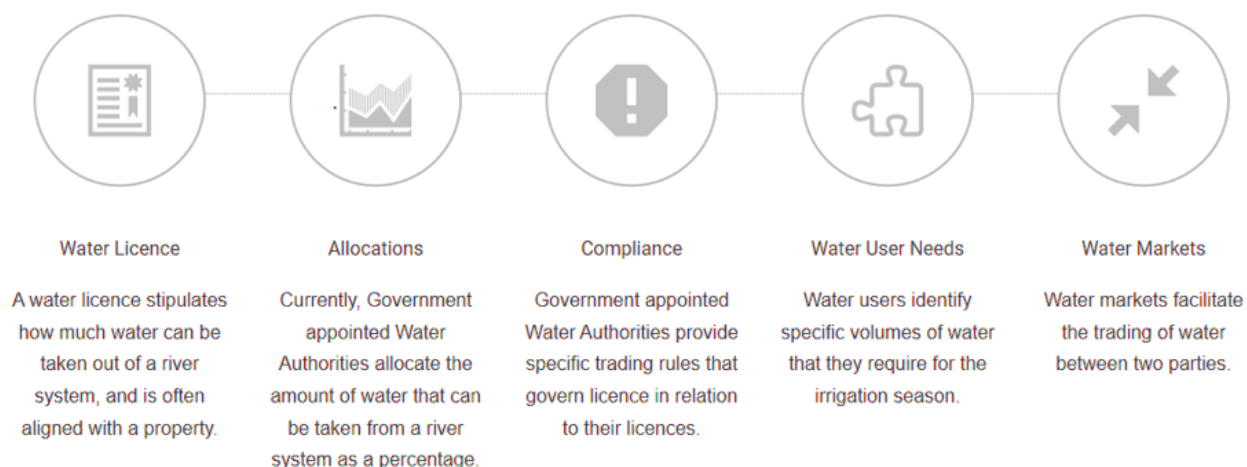 Water Licence
A water licence stipulates
how much water can be
taken out of a river
system, and is often
aligned with a property.
Allocations
Currently, Government
appointed Water
Authorities allocate the
amount of water that can
be taken from a river
system as a percentage.
Compliance
Government appointed
Water Authorities provide
specific trading rules that
govern licence in relation
to their licences.
Water User Needs
Water users identify
specific volumes of water
that they require for the
irrigation season.
Water Markets
Water markets facilitate
the trading of water
between two parties.